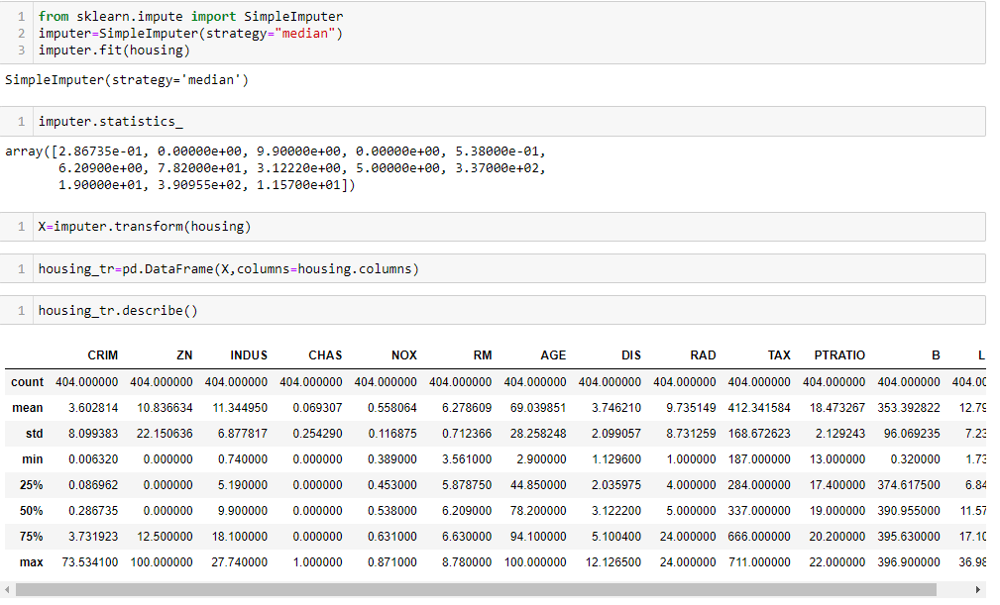 1 from sklearn.impute import SimpleImputer
2 imputer=SimpleImputer(strategy="median")
3 imputer.fit(housing)
SimpleImputer(strategy='median')
1 imputer.statistics_
array([2.86735e-01, 0.00000e+00, 9.90000e+00, 0.00000e+00, 5.38000e-01,
6.20900e+00, 7.82000e+01, 3.12220e+00, 5.00000e+00, 3.37000e+02,
1.90000e+01, 3.90955e+02, 1.15700e+01])
1 X=imputer.transform(housing)
1 housing_tr=pd.DataFrame(X,columns=housing.columns)
1 housing_tr.describe()
CRIM ZN INDUS CHAS NOX RM AGE DIS RAD TAX PTRATIO B L
count 404.000000 404.000000 404.000000 404.000000 404.000000 404.000000 404.000000 404.000000 404.000000 404.000000 404.000000 404.000000 404.00
mean 3.602814 10.836634 11.344950 0.069307 0.558064 6.278609 69.039851 3.746210 9.735149 412.341584 18.473267 353.392822 12.79
std 8.099383 22.150636 6.877817 0.254290 0.116875 0.712366 28.258248 2.099057 8.731259 168.672623 2.129243 96.069235 7.23
min 0.006320 0.000000 0.740000 0.000000 0.389000 3.561000 2.900000 1.129600 1.000000 187.000000 13.000000 0.320000 1.73
25% 0.086962 0.000000 5.190000 0.000000 0.453000 5.878750 44.850000 2.035975 4.000000 284.000000 17.400000 374.617500 6.84
50% 0.286735 0.000000 9.900000 0.000000 0.538000 6.209000 78.200000 3.122200 5.000000 337.000000 19.000000 390.955000 11.57
75% 3.731923 12.500000 18.100000 0.000000 0.631000 6.630000 94.100000 5.100400 24.000000 666.000000 20.200000 395.630000 17.10
max 73.534100 100.000000 27.740000 1.000000 0.871000 8.780000 100.000000 12.126500 24.000000 711.000000 22.000000 396.900000 36.98